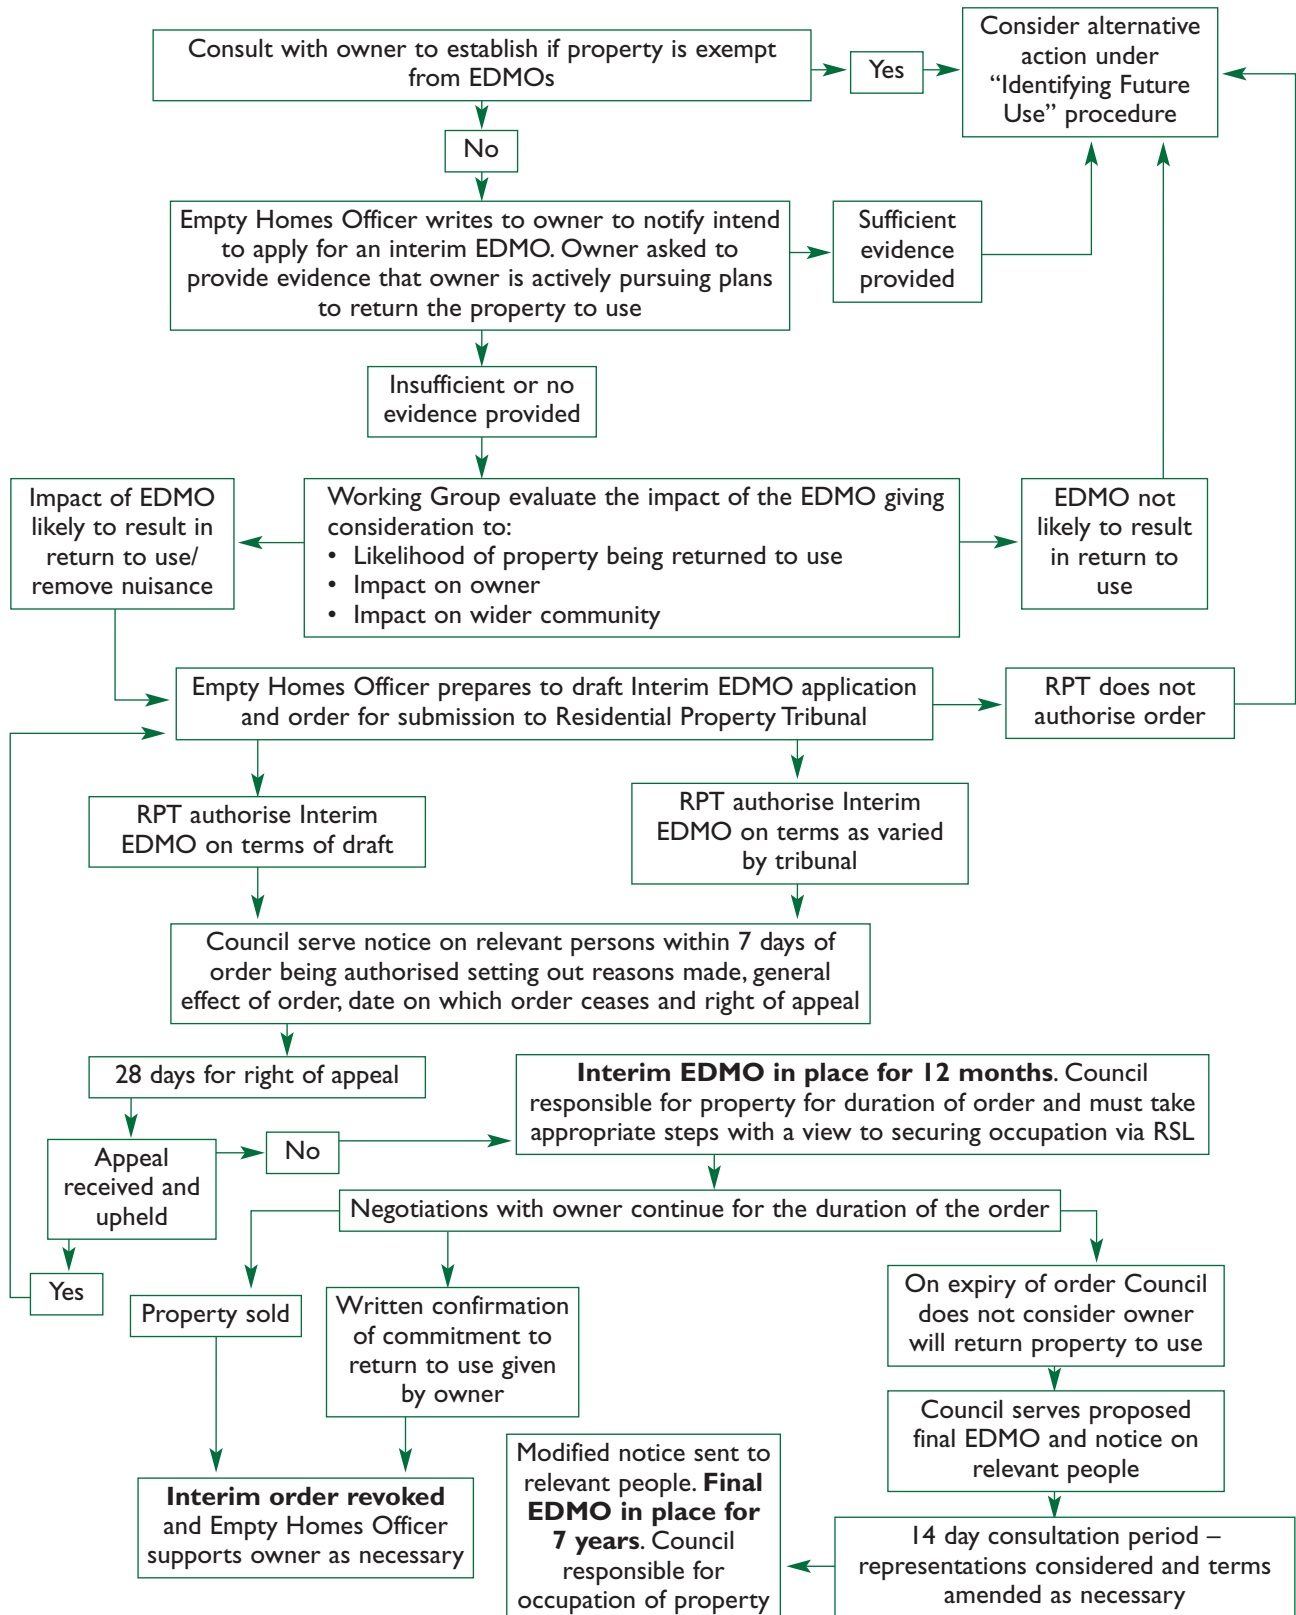 Consult with owner to establish if property is exempt
from EDMOs
Yes
Consider alternative
action under
“Identifying Future
Use” procedure
No
Empty Homes Officer writes to owner to notify intend
to apply for an interim EDMO. Owner asked to
provide evidence that owner is actively pursuing plans
to return the property to use
Sufficient
evidence
provided
Insufficient or no
evidence provided
Impact of EDMO
likely to result in
return to use/
remove nuisance
Working Group evaluate the impact of the EDMO giving
consideration to:
• Likelihood of property being returned to use
• Impact on owner
• Impact on wider community
EDMO not
likely to result
in return to
use
Empty Homes Officer prepares to draft Interim EDMO application
and order for submission to Residential Property Tribunal
RPT does not
authorise order
RPT authorise Interim
EDMO on terms of draft
RPT authorise Interim
EDMO on terms as varied
by tribunal
Council serve notice on relevant persons within 7 days of
order being authorised setting out reasons made, general
effect of order, date on which order ceases and right of appeal
28 days for right of appeal
Interim EDMO in place for 12 months. Council
responsible for property for duration of order and must take
appropriate steps with a view to securing occupation via RSL
Appeal
received and
upheld
No
Yes
Negotiations with owner continue for the duration of the order
Property sold
Written confirmation
of commitment to
return to use given
by owner
On expiry of order Council
does not consider owner
will return property to use
Council serves proposed
final EDMO and notice on
relevant people
Interim order revoked
and Empty Homes Officer
supports owner as necessary
Modified notice sent to
relevant people. Final
EDMO in place for
7 years. Council
responsible for
occupation of property
14 day consultation period –
representations considered and terms
amended as necessary